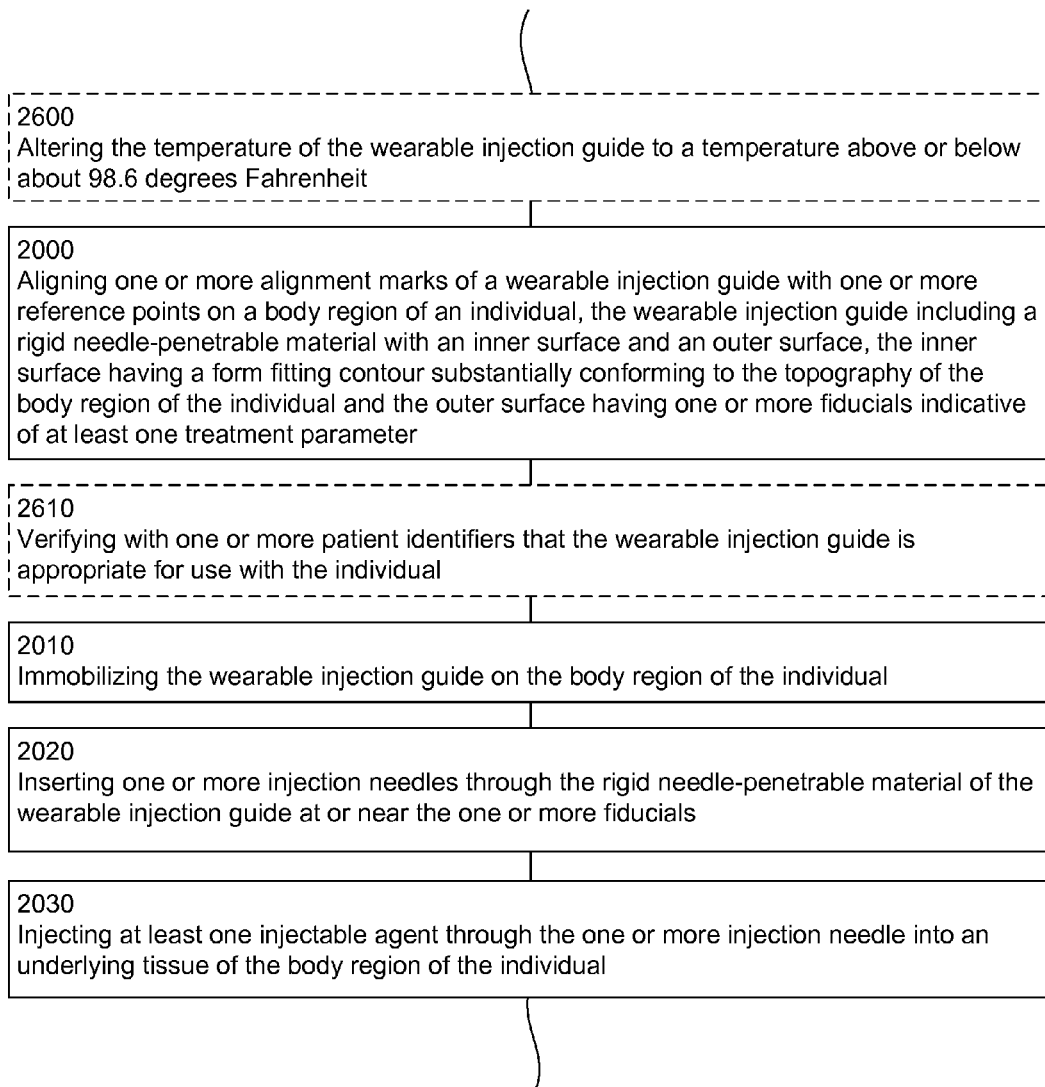 2600
Altering the temperature of the wearable injection guide to a temperature above or below
about 98.6 degrees Fahrenheit
2000
Aligning one or more alignment marks of a wearable injection guide with one or more
reference points on a body region of an individual, the wearable injection guide including a
rigid needle-penetrable material with an inner surface and an outer surface, the inner
surface having a form fitting contour substantially conforming to the topography of the
body region of the individual and the outer surface having one or more fiducials indicative
of at least one treatment parameter
2610
Verifying with one or more patient identifiers that the wearable injection guide is
appropriate for use with the individual
2010
Immobilizing the wearable injection guide on the body region of the individual
2020
Inserting one or more injection needles through the rigid needle-penetrable material of the
wearable injection guide at or near the one or more fiducials
2030
Injecting at least one injectable agent through the one or more injection needle into an
underlying tissue of the body region of the individual